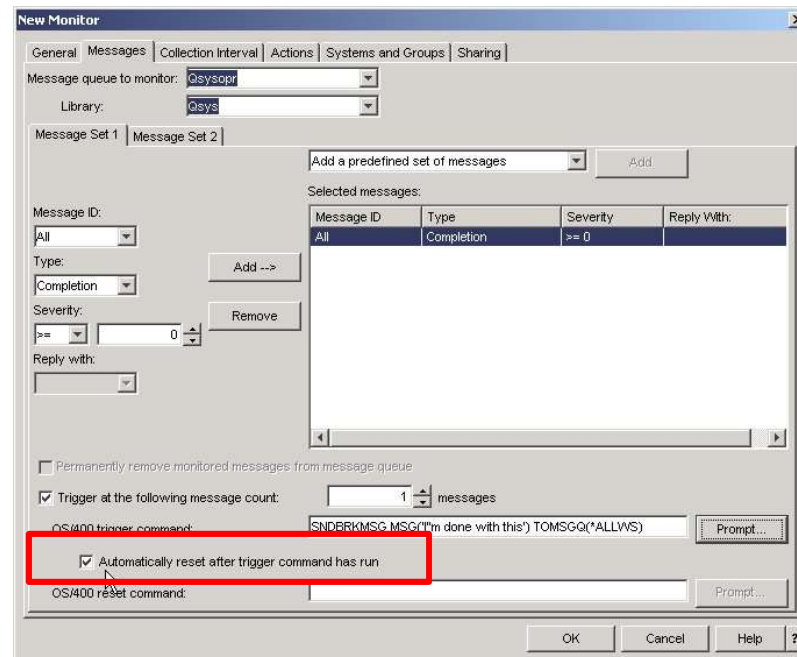 New Monitor
General Messages Collection Interval Actions Systems and Groups Sharing
Message queue to monitor: Qsysopr
Library: Qsys
Message Set 1 Message Set 2
Add a predefined set of messages Add
Selected messages:
Message ID Type Severity Reply With:
All Completion >= 0
Message ID:
All
Type:
Completion
Add -->
Severity:
>= 0
Remove
Reply with:
Permanently remove monitored messages from message queue
Trigger at the following message count: 1 messages
OS/400 trigger command: SNDBRKMSG MSG('I''m done with this') TOMSGQ(*ALLWS) Prompt...
Automatically reset after trigger command has run
OS/400 reset command: Prompt...
OK Cancel Help ?